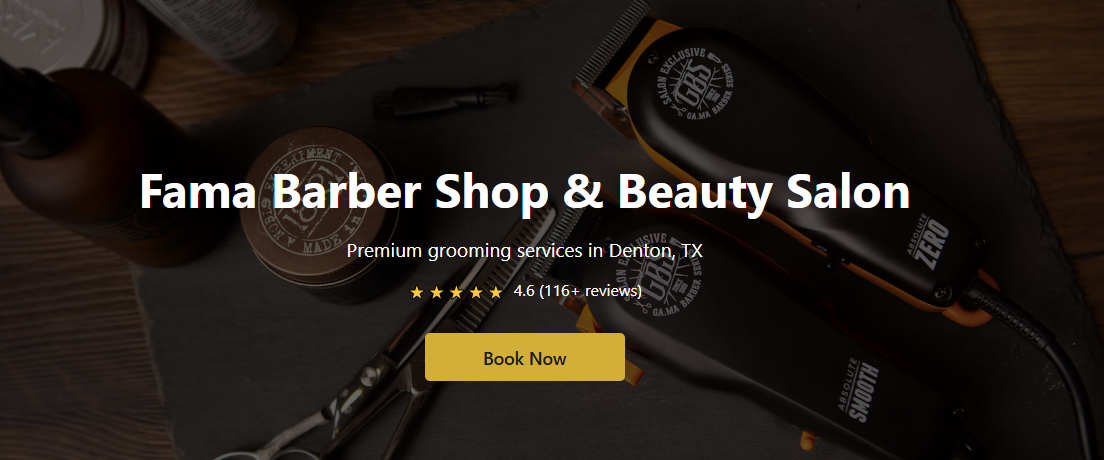 SALON EXCLUSIVE
GBS
GA.MA BARBER SERIES
Fama Barber Shop & Beauty Salon
MADE in
ABSOLUTE
ZERO
Premium grooming services in Denton, TX
SALON EXCLUSIVE
GBS
GA.MA BARBER SERIES
★★★★★ 4.6 (116+ reviews)
Book Now
ABSOLUTE
SMOOTH